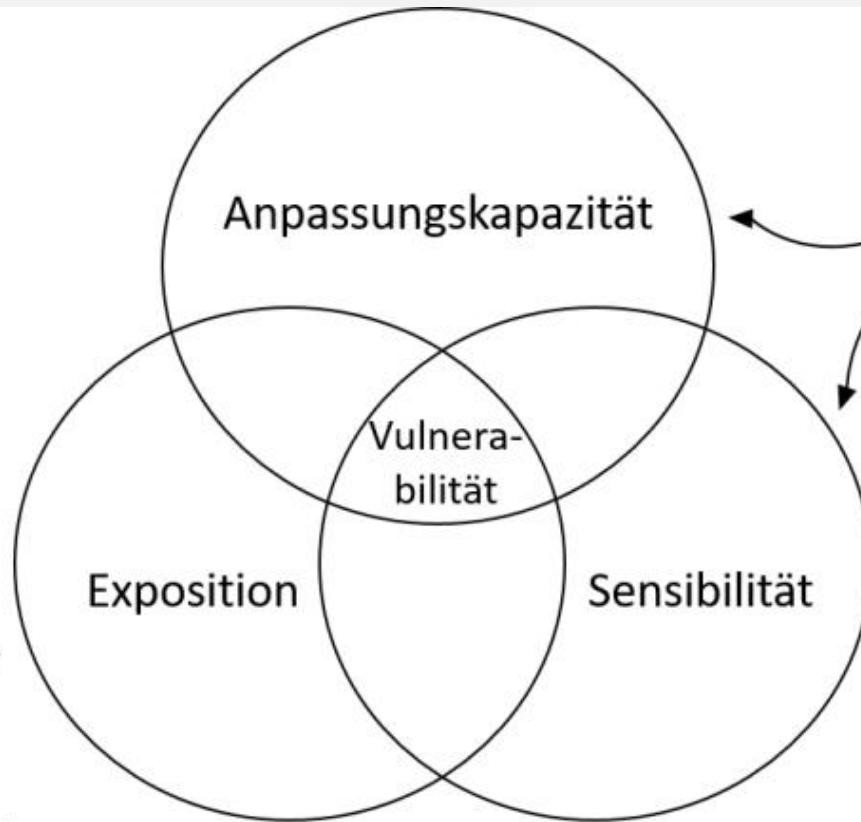 Anpassungskapazität
Vulnera-
bilität
Exposition
Sensibilität